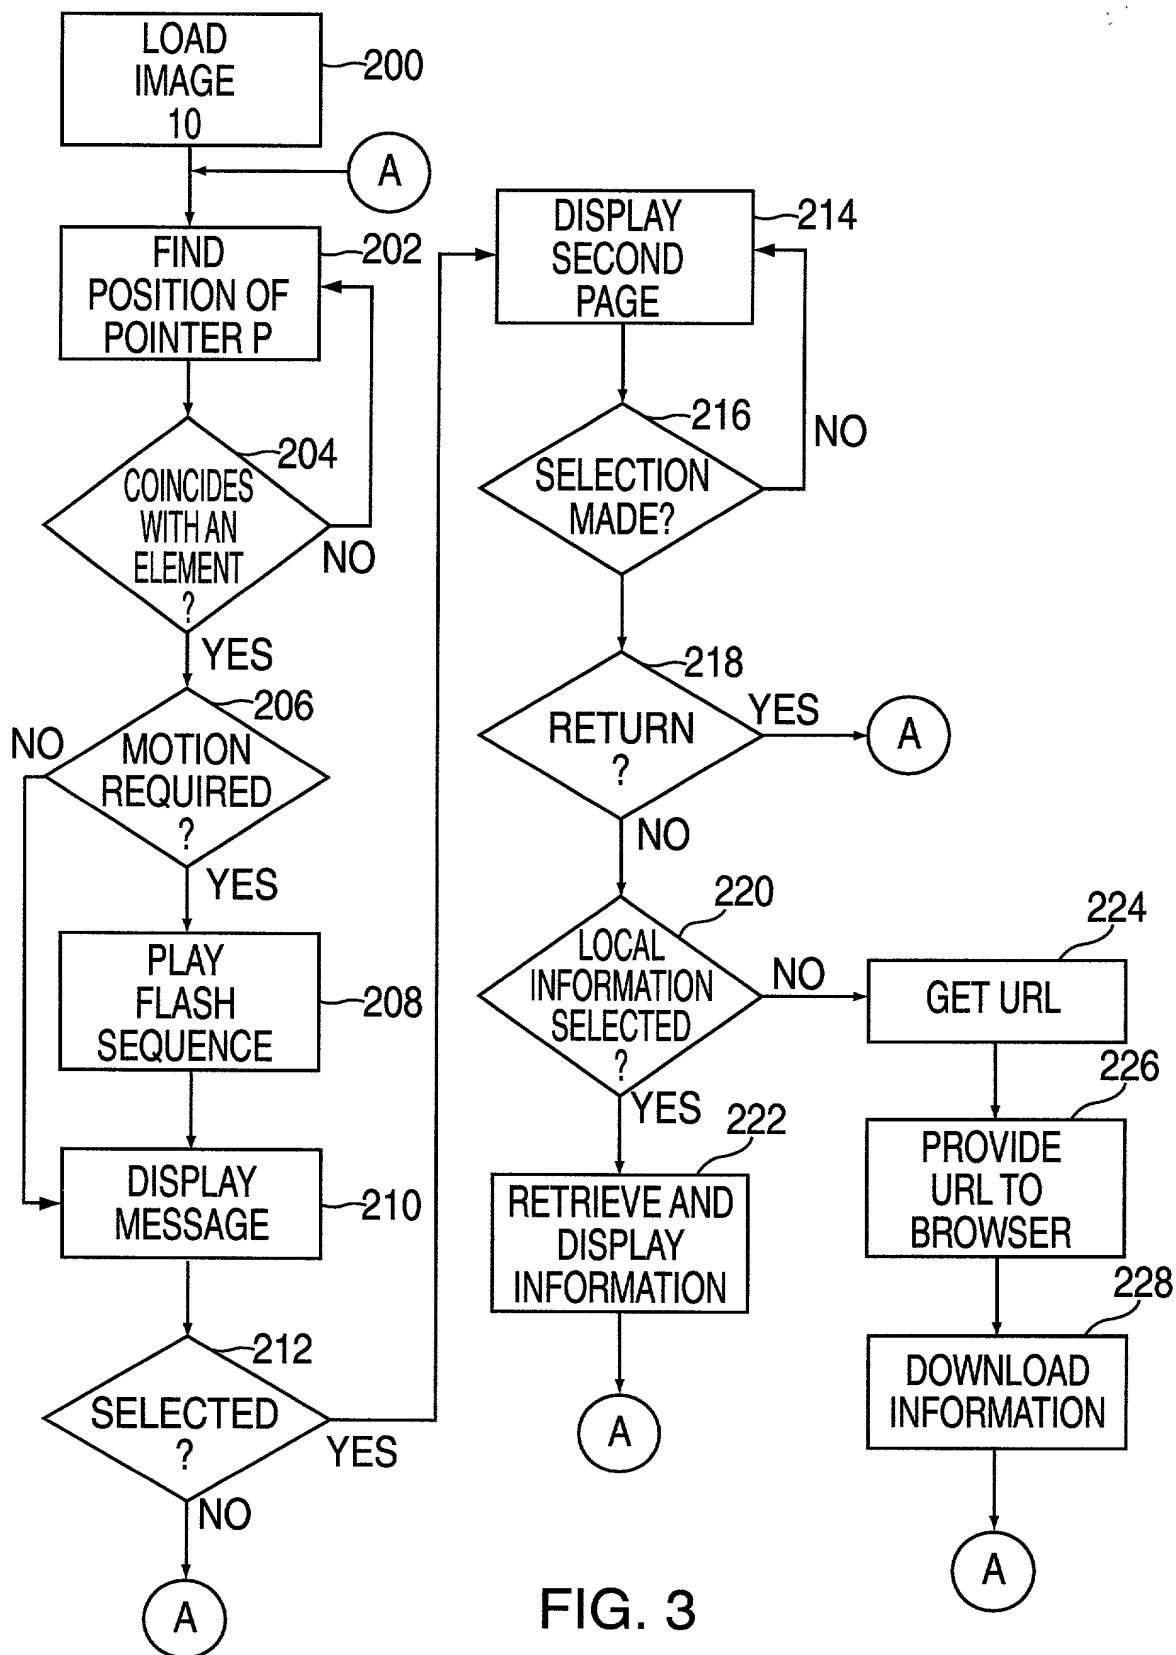 LOAD
IMAGE
10
200
A
FIND
POSITION OF
POINTER P
202
204
COINCIDES
WITH AN
ELEMENT
?
NO
YES
206
NO
MOTION
REQUIRED
?
YES
PLAY
FLASH
SEQUENCE
208
DISPLAY
MESSAGE
210
212
SELECTED
?
YES
NO
A
DISPLAY
SECOND
PAGE
214
216
NO
SELECTION
MADE?
218
YES
RETURN
?
A
NO
220
LOCAL
INFORMATION
SELECTED
?
NO
YES
222
RETRIEVE AND
DISPLAY
INFORMATION
A
224
GET URL
226
PROVIDE
URL TO
BROWSER
228
DOWNLOAD
INFORMATION
A
FIG. 3